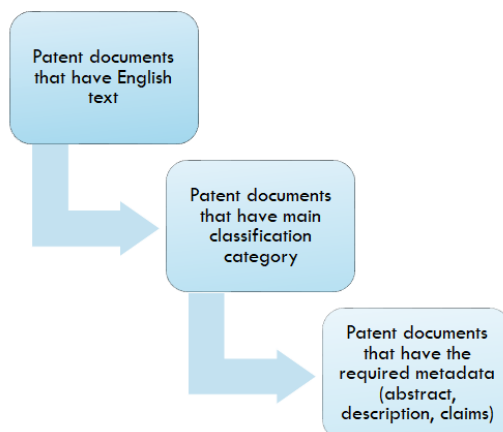 Patent documents
that have English
text
Patent documents
that have main
classification
category
Patent documents
that have the
required metadata
(abstract,
description, claims)